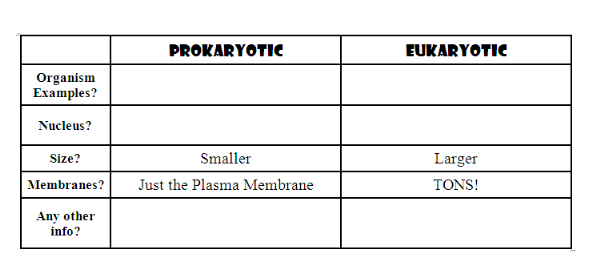 PROKARYOTIC EUKARYOTIC
Organism
Examples?
Nucleus?
Size? Smaller Larger
Membranes? Just the Plasma Membrane TONS!
Any other
info?